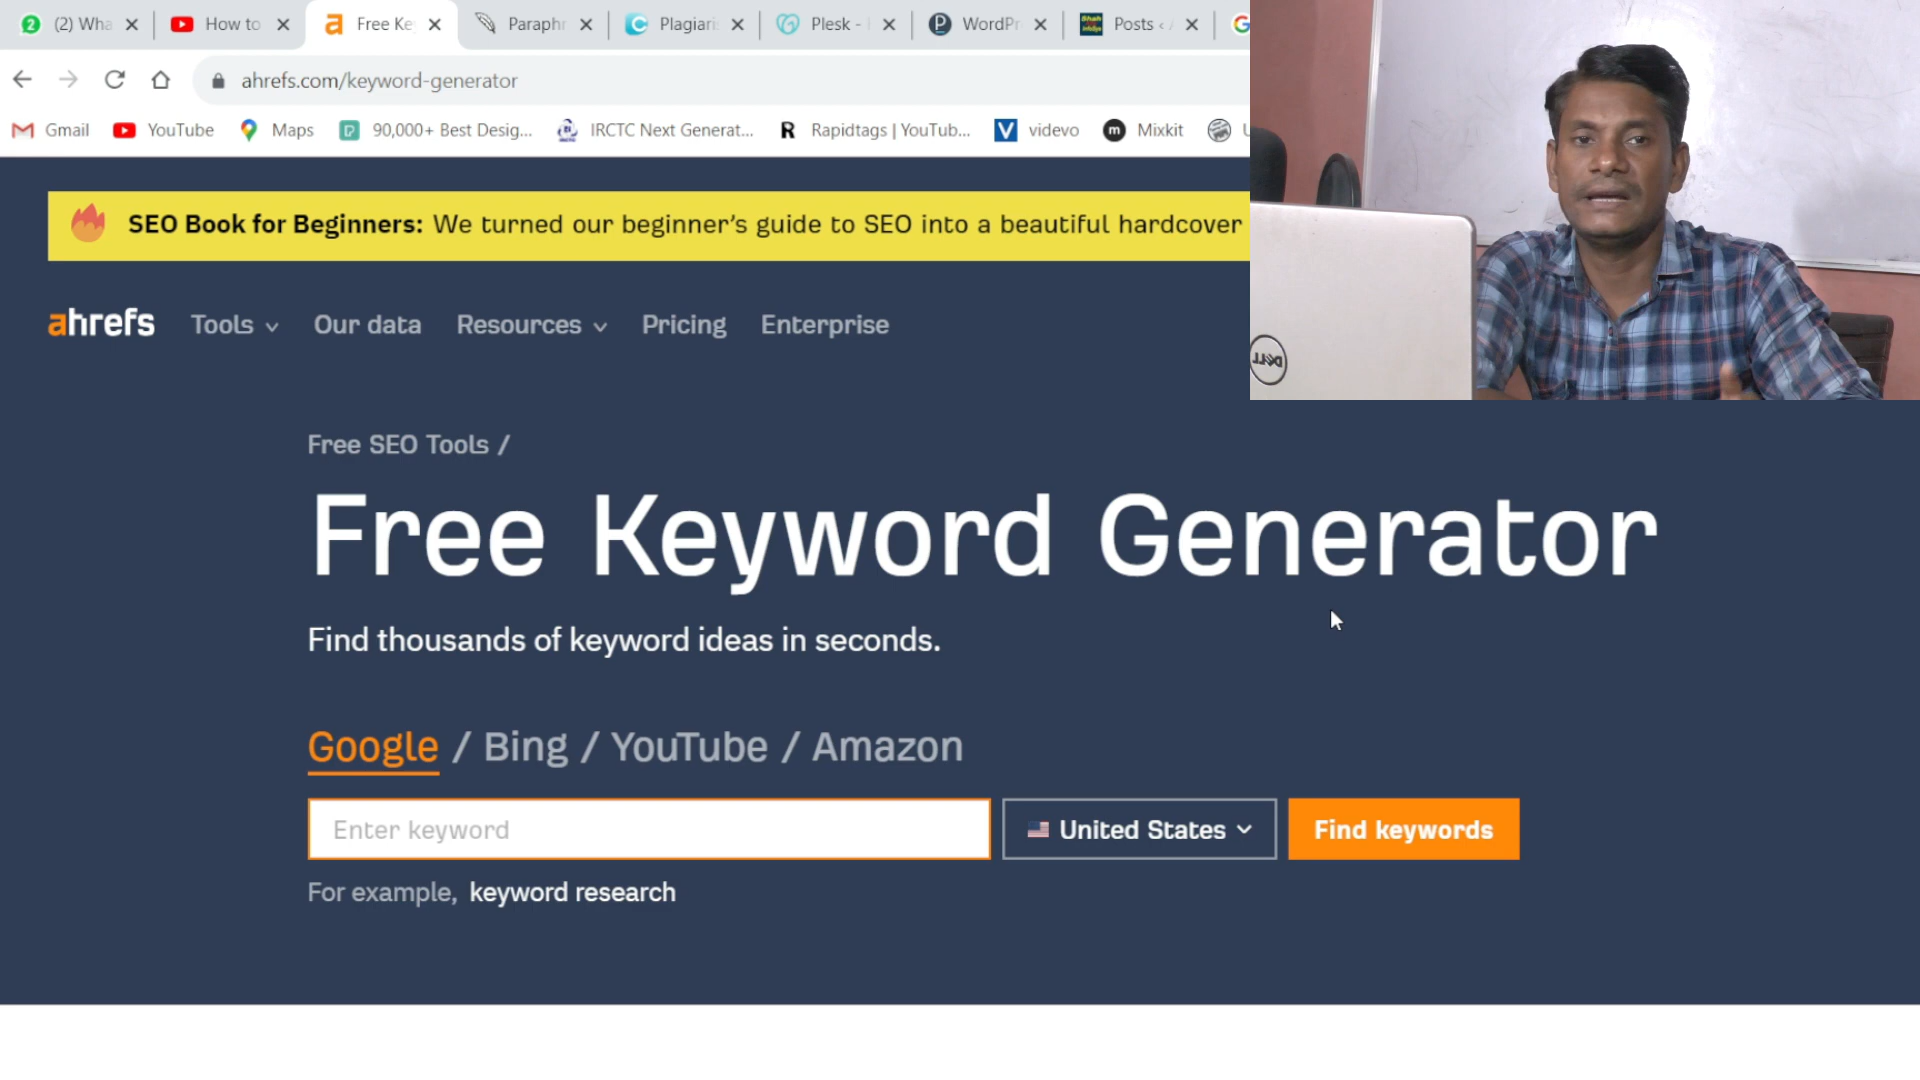 (2) Wha
How to
Free Ke
Paraphr
Plagiaris
Plesk -
WordPr
Posts ‹
ahrefs.com/keyword-generator
Gmail
YouTube
Maps
90,000+ Best Desig...
IRCTC Next Generat...
Rapidtags | YouTub...
videvo
Mixkit
SEO Book for Beginners: We turned our beginner's guide to SEO into a beautiful hardcover
ahrefs
Tools
Our data
Resources
Pricing
Enterprise
DELL
Free SEO Tools /
Free Keyword Generator
Find thousands of keyword ideas in seconds.
Google / Bing / YouTube / Amazon
Enter keyword
United States
Find keywords
For example, keyword research